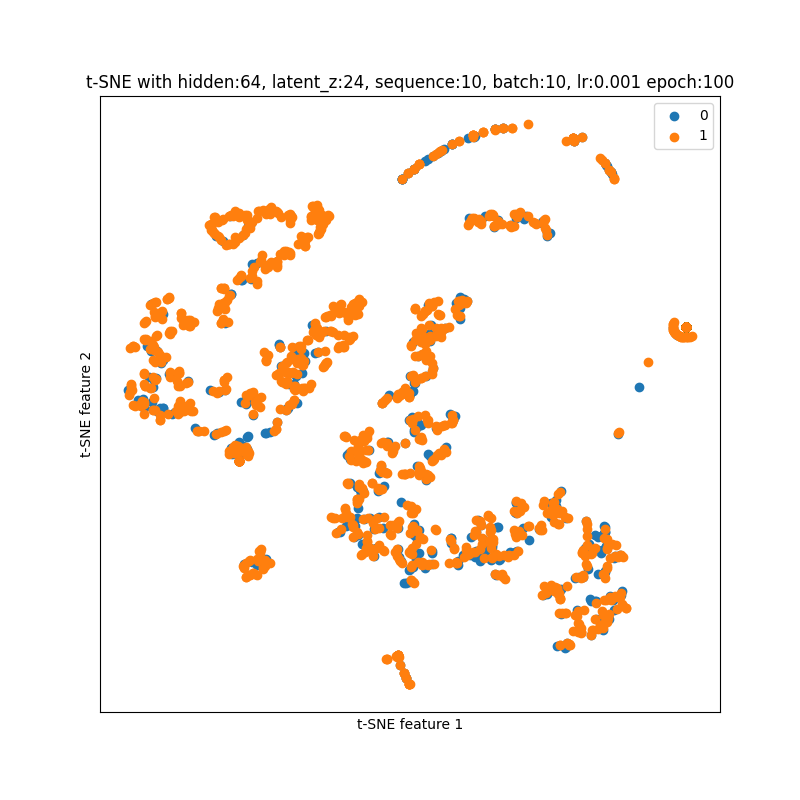 t-SNE with hidden:64, latent_z:24, sequence:10, batch:10, lr:0.001 epoch:100
0
1
t-SNE feature 2
t-SNE feature 1